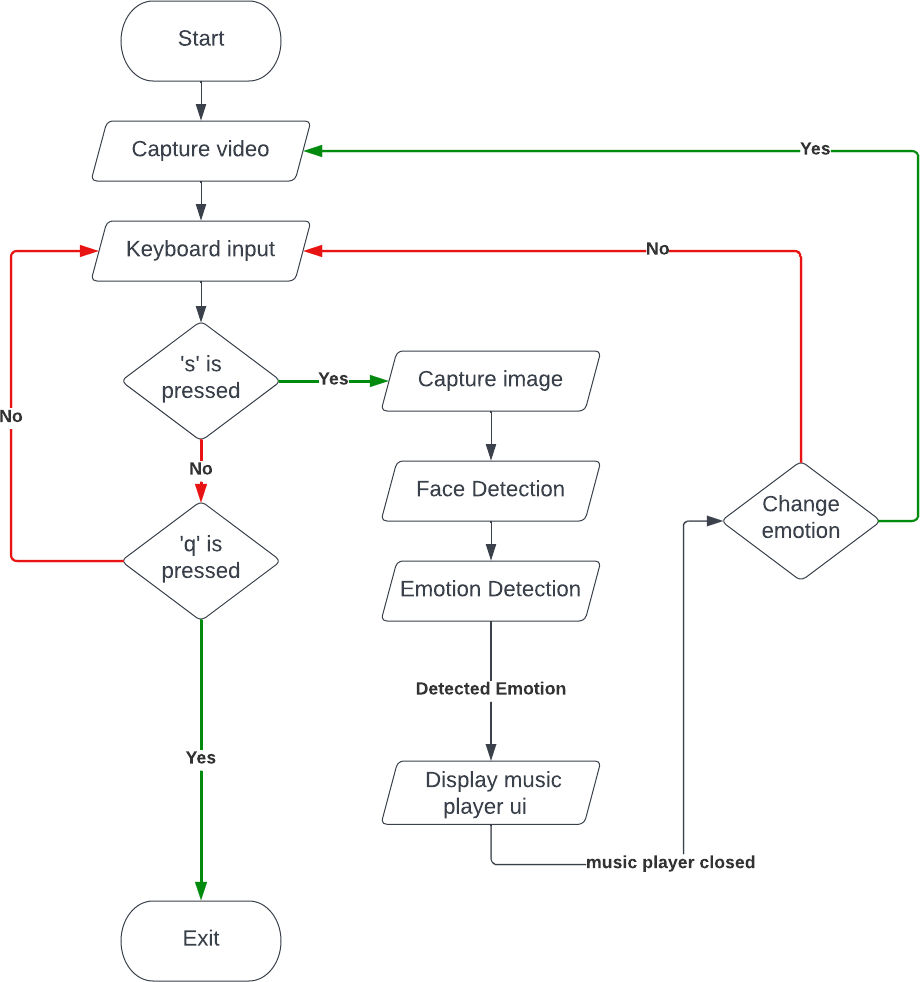 Start
Capture video
Yes
Keyboard input
No
's' is
pressed
Yes
Capture image
No
No
Face Detection
Change
emotion
'q' is
pressed
Emotion Detection
Detected Emotion
Yes
Display music
player ui
music player closed
Exit